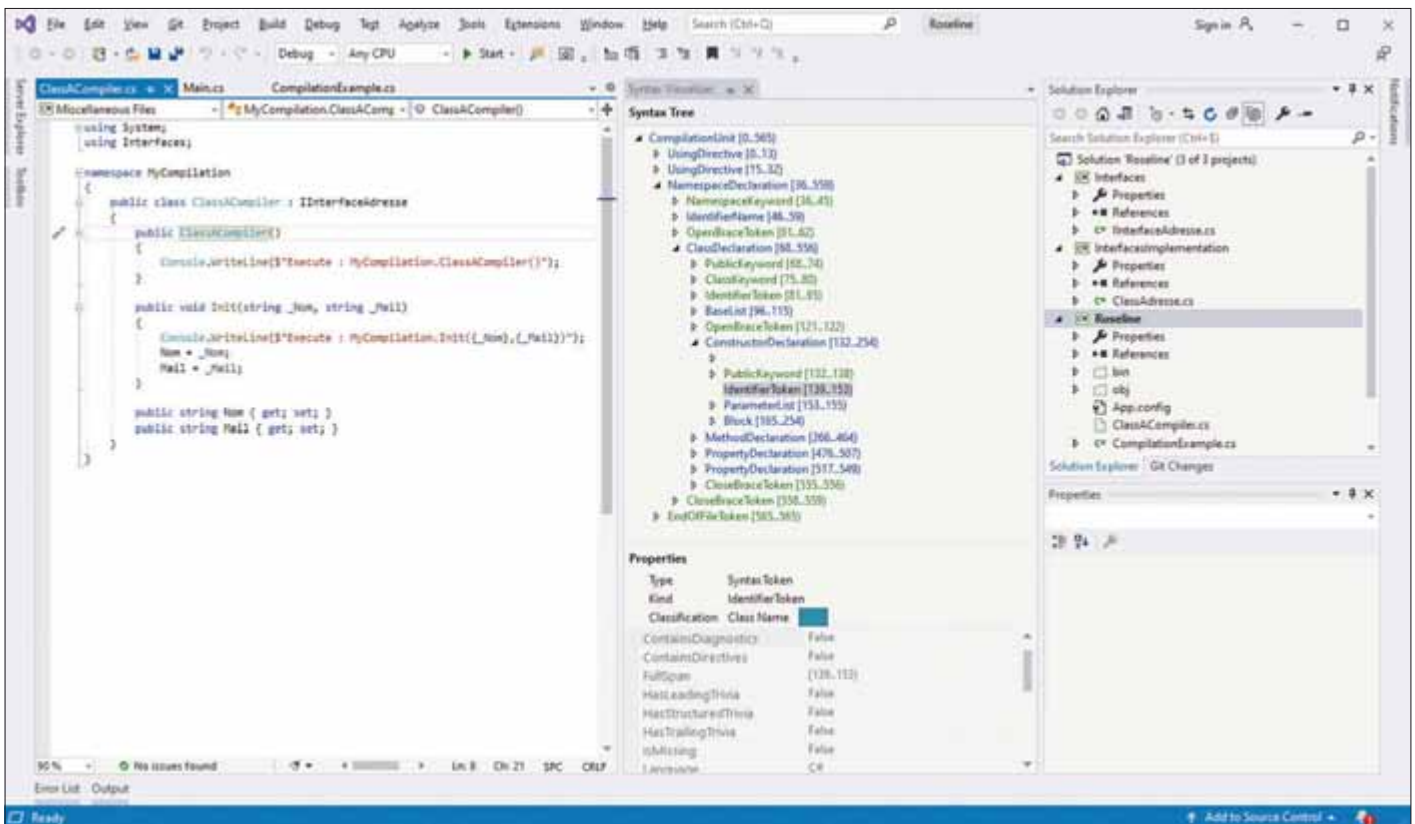 File Edit View Git Project Build Debug Test Analyze Tools Extensions Window Help Search (Ctrl+Q) Roseline Sign in
Debug Any CPU Start
Server Explorer
Toolbox
Notifications
ClassACompiler.cs Main.cs CompilationExample.cs
Miscellaneous Files MyCompilation.ClassAComp ClassACompiler()
using System;
using Interfaces;
namespace MyCompilation
{
public class ClassACompiler : IInterfaceAdresse
{
public ClassACompiler()
{
Console.WriteLine($"Execute : MyCompilation.ClassACompiler()");
}
public void Init(string _Nom, string _Mail)
{
Console.WriteLine($"Execute : MyCompilation.Init({_Nom},{_Mail})");
Nom = _Nom;
Mail = _Mail;
}
public string Nom { get; set; }
public string Mail { get; set; }
}
}
90 % No issues found Ln: 8 Ch: 21 SPC CRLF
Syntax Visualizer
Syntax Tree
CompilationUnit [0..565)
UsingDirective [0..13)
UsingDirective [15..32)
NamespaceDeclaration [36..559)
NamespaceKeyword [36..45)
IdentifierName [46..59)
OpenBraceToken [61..62)
ClassDeclaration [68..556)
PublicKeyword [68..74)
ClassKeyword [75..80)
IdentifierToken [81..95)
BaseList [96..115)
OpenBraceToken [121..122)
ConstructorDeclaration [132..254)
PublicKeyword [132..138)
IdentifierToken [139..153)
ParameterList [153..155)
Block [165..254)
MethodDeclaration [266..464)
PropertyDeclaration [476..507)
PropertyDeclaration [517..549)
CloseBraceToken [555..556)
CloseBraceToken [558..559)
EndOfFileToken [565..565)
Properties
Type SyntaxToken
Kind IdentifierToken
Classification Class Name
ContainsDiagnostics False
ContainsDirectives False
FullSpan [139..153)
HasLeadingTrivia False
HasStructuredTrivia False
HasTrailingTrivia False
IsMissing False
Language C#
Solution Explorer
Search Solution Explorer (Ctrl+$)
Solution 'Roseline' (3 of 3 projects)
Interfaces
Properties
References
IInterfaceAdresse.cs
InterfacesImplementation
Properties
References
ClassAdresse.cs
Roseline
Properties
References
bin
obj
App.config
ClassACompiler.cs
CompilationExample.cs
Solution Explorer Git Changes
Properties
Error List Output
Ready Add to Source Control